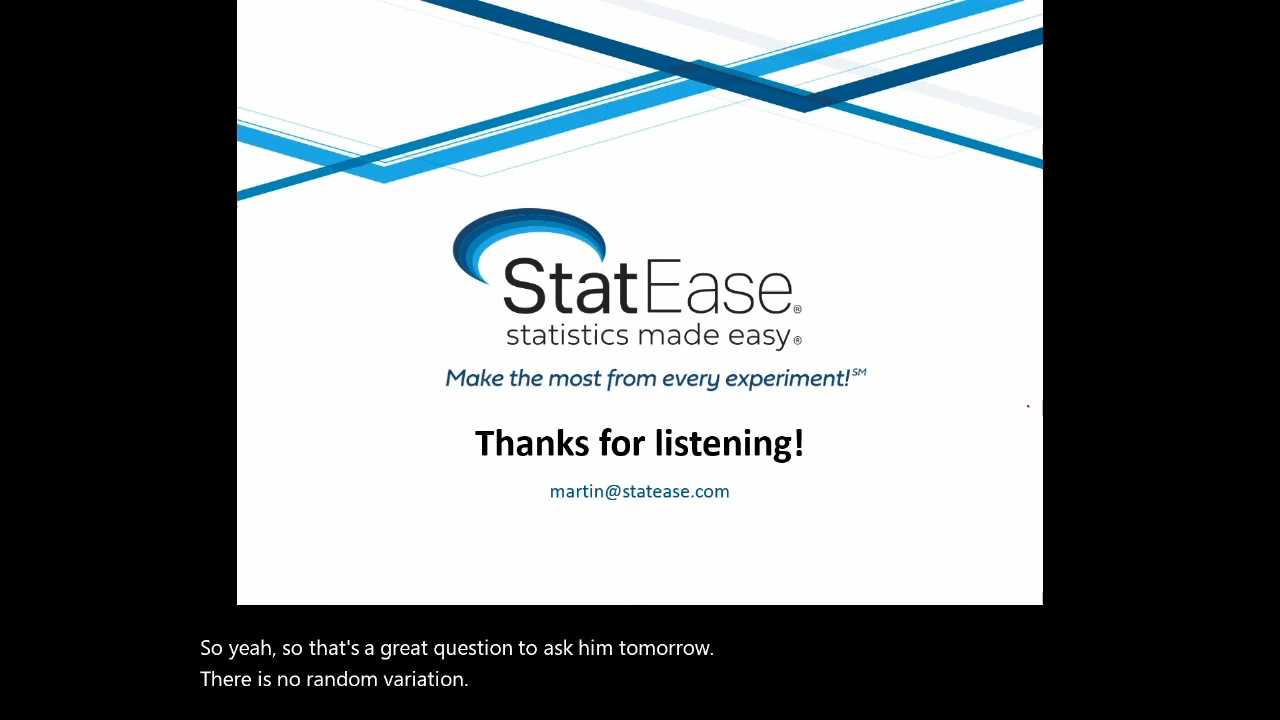 StatEase®
statistics made easy®
Make the most from every experiment!℠
Thanks for listening!
martin@statease.com
So yeah, so that's a great question to ask him tomorrow.
There is no random variation.